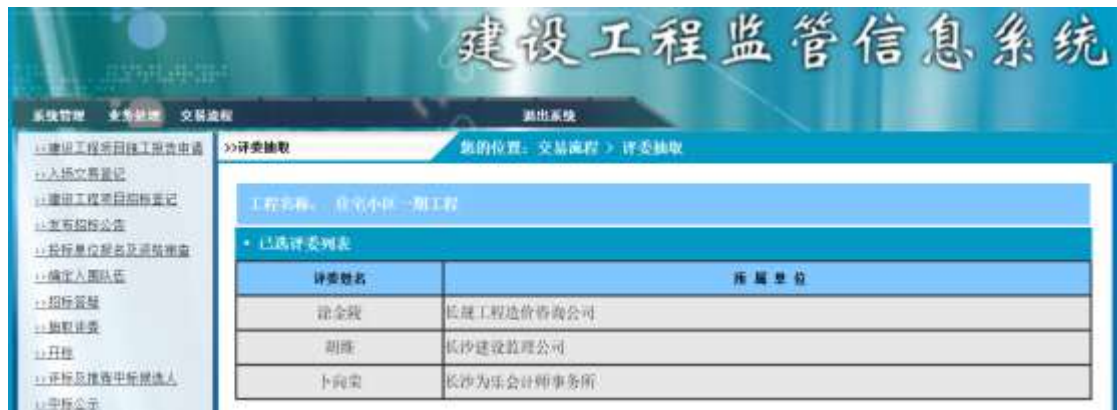 建设工程监管信息系统
系统管理 业务处理 交易流程 退出系统
>>建设工程项目施工报告申请
>>评委抽取 您的位置：交易流程 > 评委抽取
>>入场交易登记
>>建设工程项目招标登记
工程名称： 住宅小区一期工程
>>发布招标公告
• 已选评委列表
>>投标单位报名及资格审查
评委姓名 所属单位
>>确定入围队伍
>>招标答疑
涂金陵 工程造价咨询公司
>>抽取评委
胡维 长沙建设监理公司
>>开标
>>评标及推荐中标候选人
卜向荣 长沙为乐会计师事务所
>>中标公示